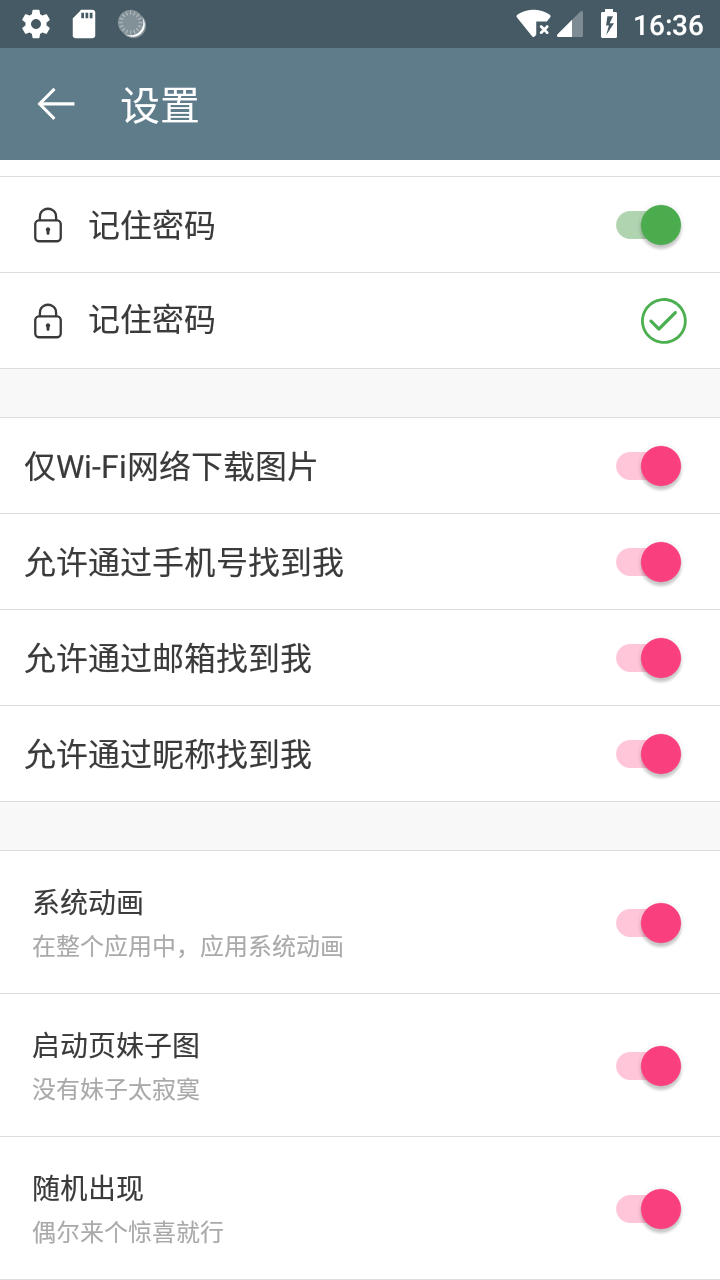 16:36
设置
记住密码
记住密码
仅Wi-Fi网络下载图片
允许通过手机号找到我
允许通过邮箱找到我
允许通过昵称找到我
系统动画
在整个应用中，应用系统动画
启动页妹子图
没有妹子太寂寞
随机出现
偶尔来个惊喜就行